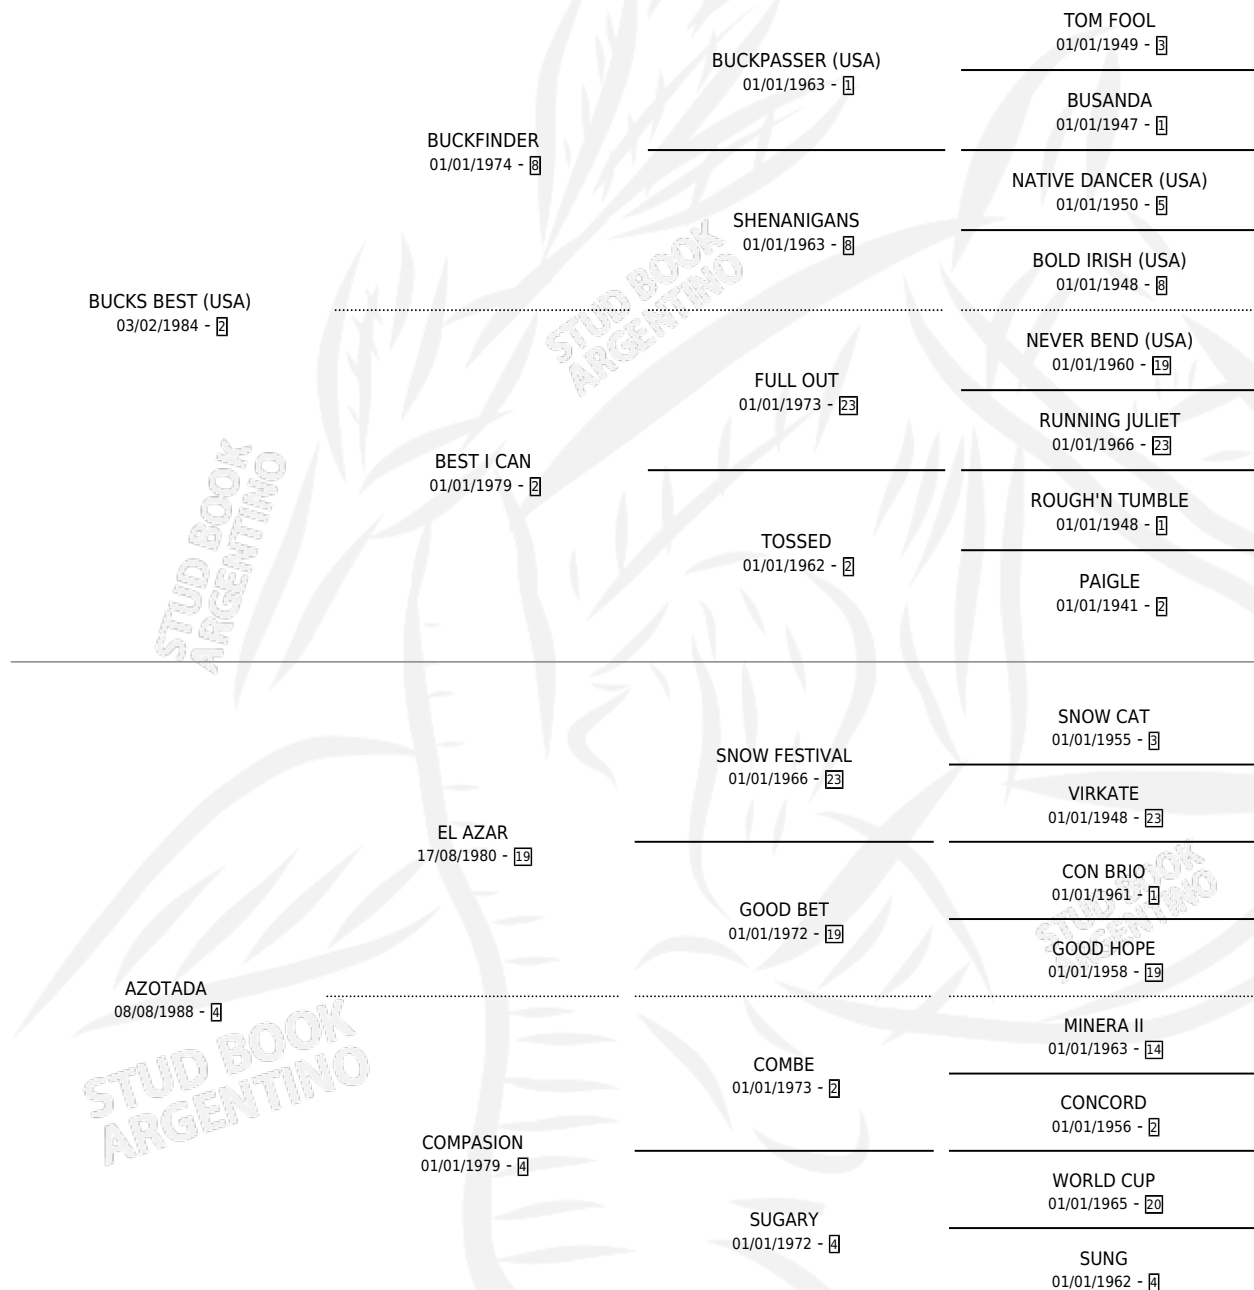 TOM FOOL
01/01/1949 - 3
BUCKPASSER (USA)
01/01/1963 - 1
BUSANDA
01/01/1947 - 1
BUCKFINDER
01/01/1974 - 8
NATIVE DANCER (USA)
01/01/1950 - 5
SHENANIGANS
01/01/1963 - 8
BOLD IRISH (USA)
01/01/1948 - 8
BUCKS BEST (USA)
03/02/1984 - 2
STUD BOOK
ARGENTINO
NEVER BEND (USA)
01/01/1960 - 19
FULL OUT
01/01/1973 - 23
RUNNING JULIET
01/01/1966 - 23
BEST I CAN
01/01/1979 - 2
ROUGH'N TUMBLE
01/01/1948 - 1
TOSSED
01/01/1962 - 2
PAIGLE
01/01/1941 - 2
STUD BOOK
ARGENTINO
SNOW CAT
01/01/1955 - 3
SNOW FESTIVAL
01/01/1966 - 23
VIRKATE
01/01/1948 - 23
EL AZAR
17/08/1980 - 19
CON BRIO
01/01/1961 - 1
GOOD BET
01/01/1972 - 19
STUD BOOK
ARGENTINO
GOOD HOPE
01/01/1958 - 19
AZOTADA
08/08/1988 - 4
STUD BOOK
ARGENTINO
MINERA II
01/01/1963 - 14
COMBE
01/01/1973 - 2
CONCORD
01/01/1956 - 2
COMPASION
01/01/1979 - 4
WORLD CUP
01/01/1965 - 20
SUGARY
01/01/1972 - 4
SUNG
01/01/1962 - 4